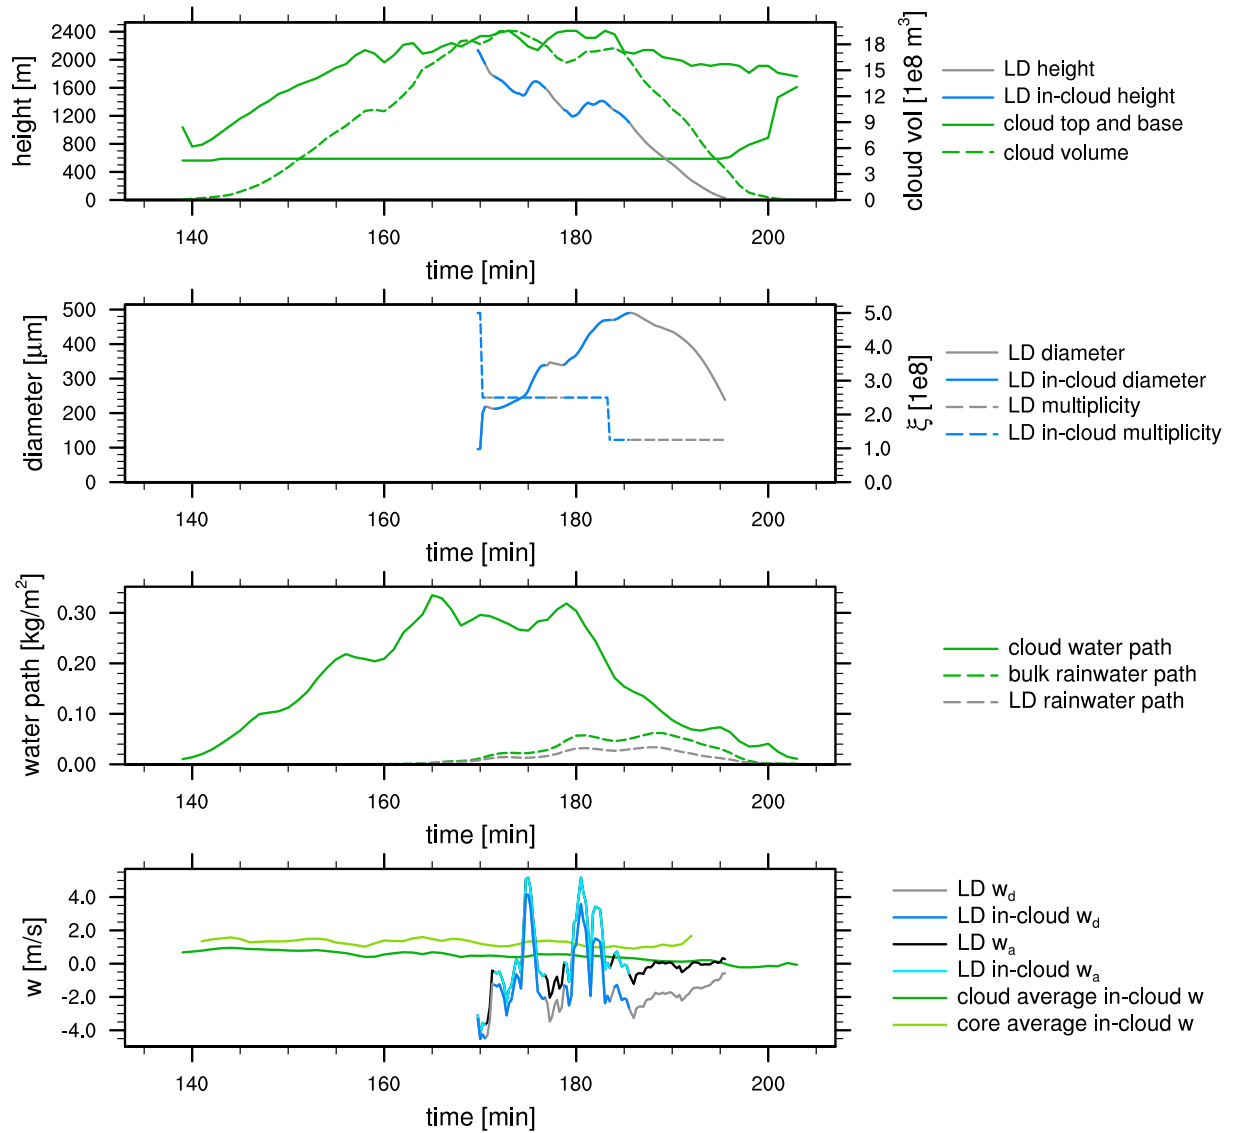 2400
2000
1600
1200
800
400
0
height [m]
18
15
12
9
6
3
0
cloud vol [1e8 m³]
140
160
180
200
time [min]
LD height
LD in-cloud height
cloud top and base
cloud volume
500
400
300
200
100
0
diameter [μm]
5.0
4.0
3.0
2.0
1.0
0.0
ξ [1e8]
140
160
180
200
time [min]
LD diameter
LD in-cloud diameter
LD multiplicity
LD in-cloud multiplicity
0.30
0.20
0.10
0.00
water path [kg/m²]
140
160
180
200
time [min]
cloud water path
bulk rainwater path
LD rainwater path
4.0
2.0
0.0
-2.0
-4.0
w [m/s]
140
160
180
200
time [min]
LD w_d
LD in-cloud w_d
LD w_a
LD in-cloud w_a
cloud average in-cloud w
core average in-cloud w